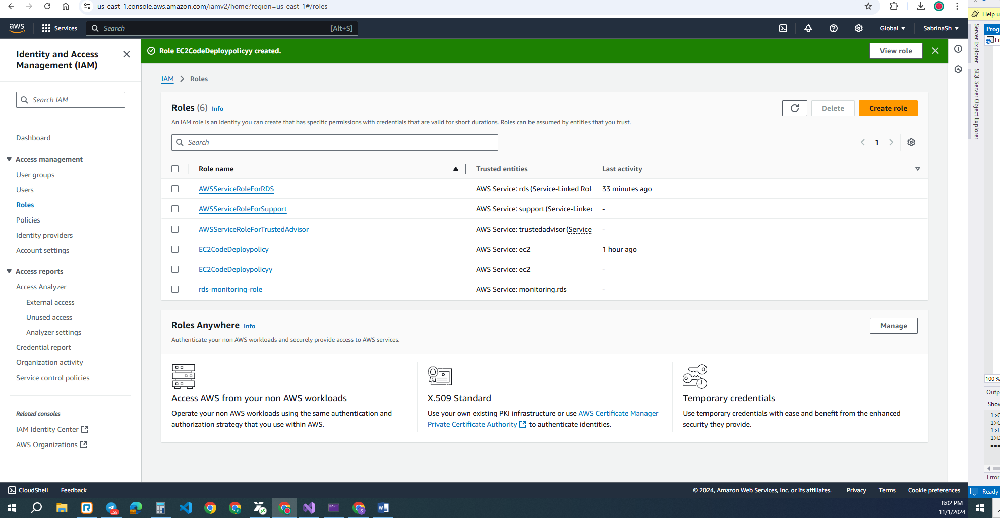 us-east-1.console.aws.amazon.com/iamv2/home?region=us-east-1#/roles
Help u
aws
Services
Search
[Alt+S]
Global
SabrinaSh
Identity and Access
Management (IAM)
Search IAM
Dashboard
Access management
User groups
Users
Roles
Policies
Identity providers
Account settings
Access reports
Access Analyzer
External access
Unused access
Analyzer settings
Credential report
Organization activity
Service control policies
Related consoles
IAM Identity Center
AWS Organizations
Role EC2CodeDeploypolicyy created.
View role
IAM > Roles
Roles (6) Info
Delete
Create role
An IAM role is an identity you can create that has specific permissions with credentials that are valid for short durations. Roles can be assumed by entities that you trust.
Search
1
Role name Trusted entities Last activity
AWSServiceRoleForRDS AWS Service: rds (Service-Linked Rol 33 minutes ago
AWSServiceRoleForSupport AWS Service: support (Service-Linked -
AWSServiceRoleForTrustedAdvisor AWS Service: trustedadvisor (Service -
EC2CodeDeploypolicy AWS Service: ec2 1 hour ago
EC2CodeDeploypolicyy AWS Service: ec2 -
rds-monitoring-role AWS Service: monitoring.rds -
Roles Anywhere Info
Manage
Authenticate your non AWS workloads and securely provide access to AWS services.
Access AWS from your non AWS workloads
Operate your non AWS workloads using the same authentication and
authorization strategy that you use within AWS.
X.509 Standard
Use your own existing PKI infrastructure or use AWS Certificate Manager
Private Certificate Authority to authenticate identities.
Temporary credentials
Use temporary credentials with ease and benefit from the enhanced
security they provide.
Server Explorer
SQL Server Object Explorer
Prog
Li
100 %
Outp
Show
1>C
1>C
1>L
1>D
===
===
Error
Ready
CloudShell
Feedback
© 2024, Amazon Web Services, Inc. or its affiliates.
Privacy
Terms
Cookie preferences
58
8:02 PM
11/1/2024